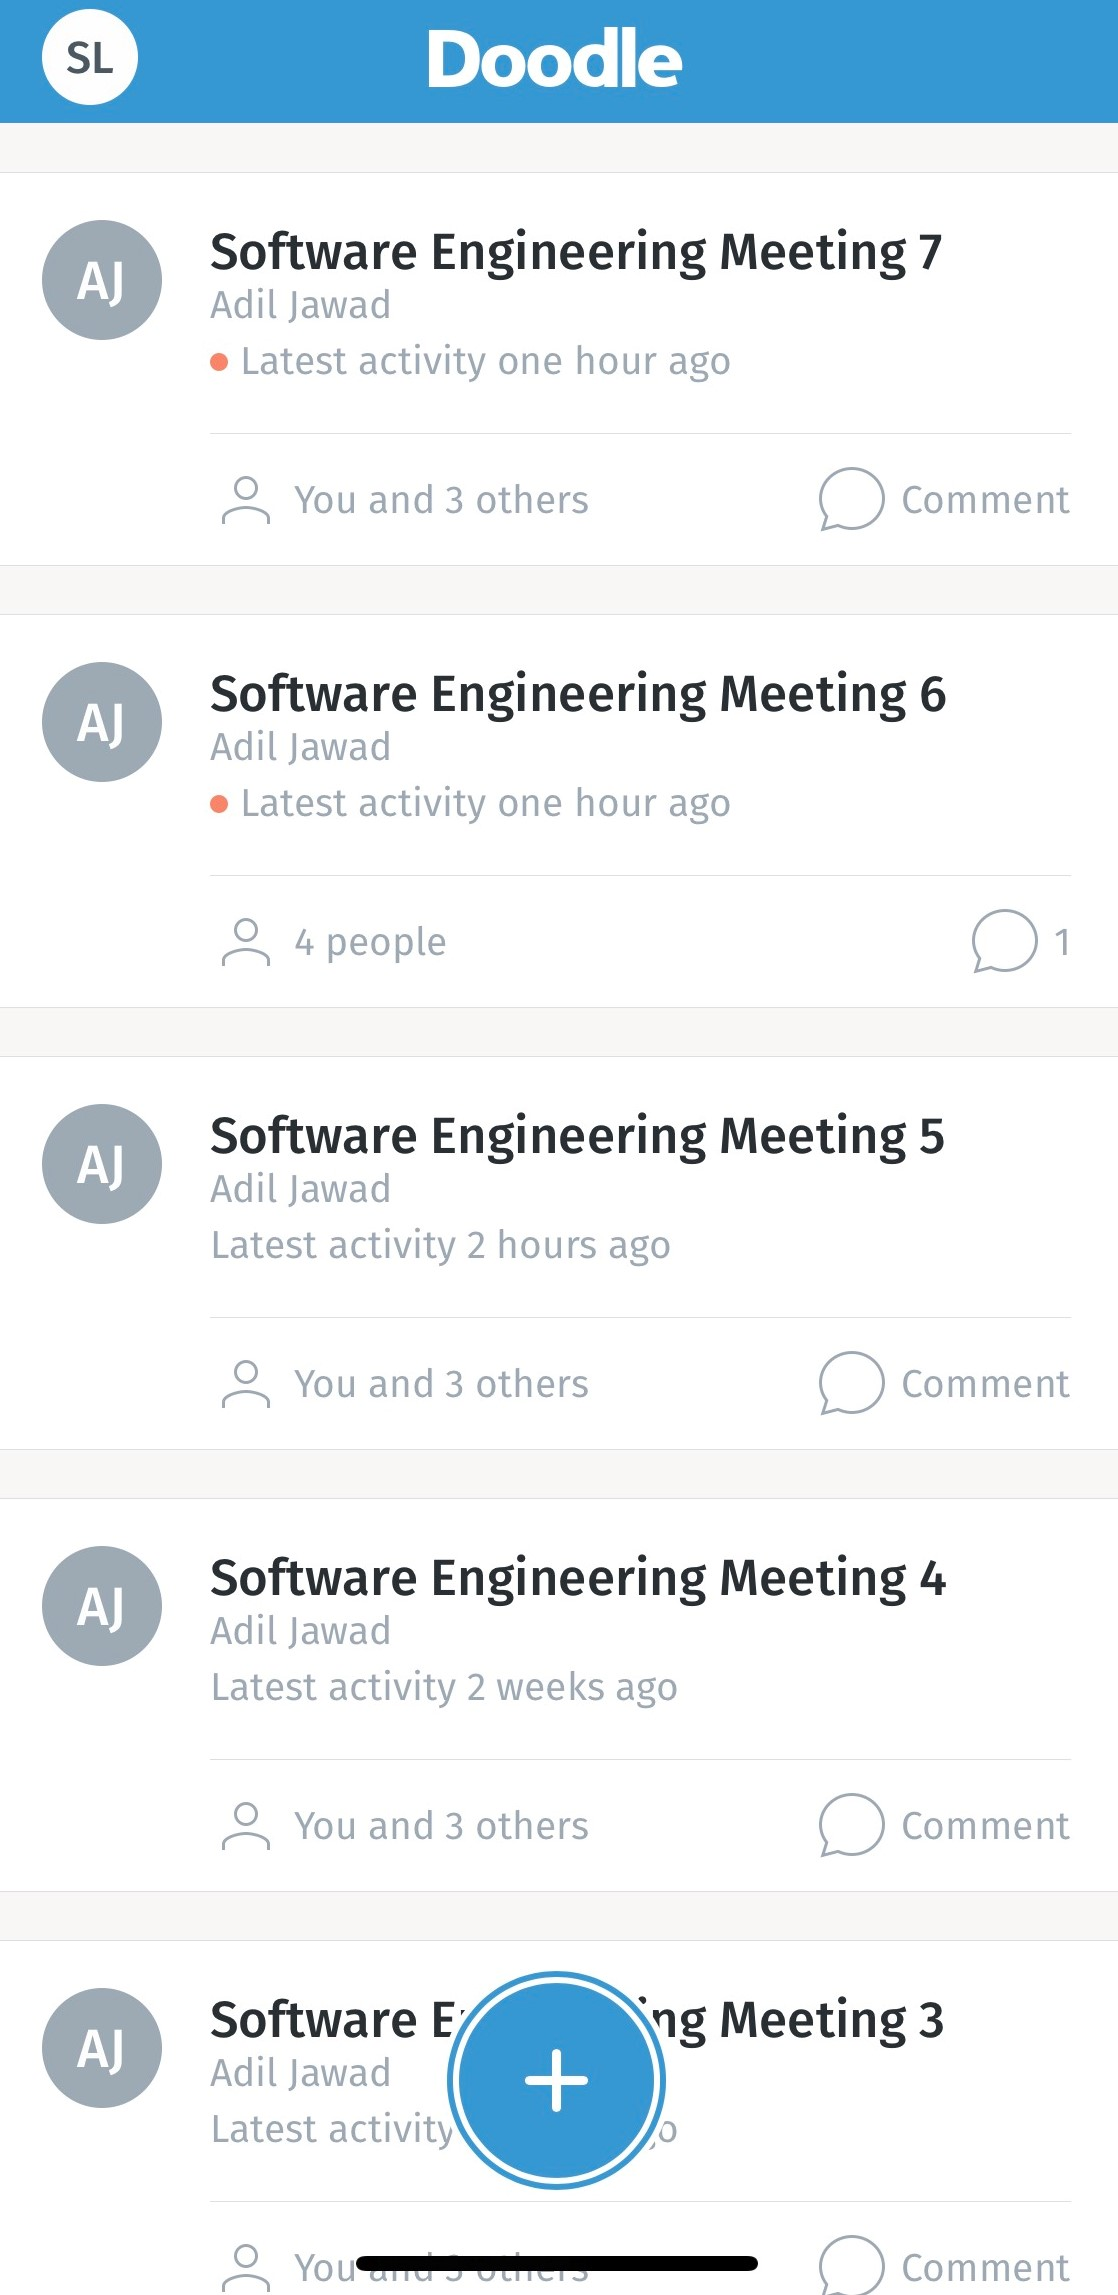 SL
Doodle
AJ
Software Engineering Meeting 7
Adil Jawad
Latest activity one hour ago
You and 3 others
Comment
AJ
Software Engineering Meeting 6
Adil Jawad
Latest activity one hour ago
4 people
1
AJ
Software Engineering Meeting 5
Adil Jawad
Latest activity 2 hours ago
You and 3 others
Comment
AJ
Software Engineering Meeting 4
Adil Jawad
Latest activity 2 weeks ago
You and 3 others
Comment
AJ
Software Meeting 3
Adil Jawad
Latest activity
You and 3 others
Comment